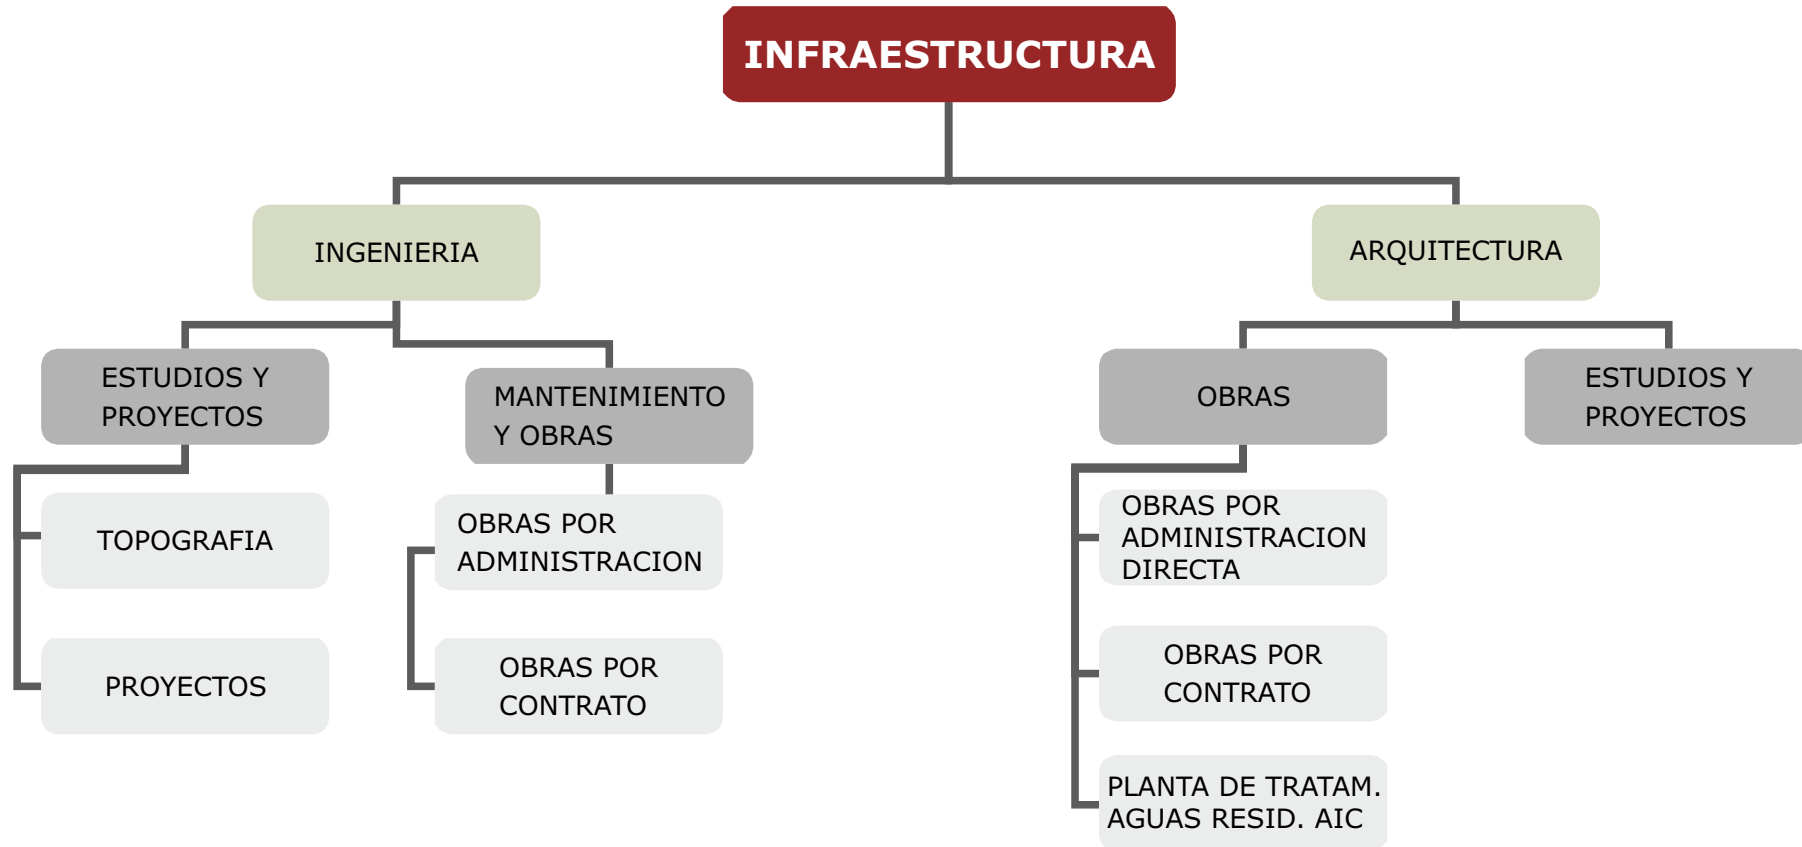 INFRAESTRUCTURA
INGENIERIA
ARQUITECTURA
ESTUDIOS Y
PROYECTOS
MANTENIMIENTO
Y OBRAS
OBRAS
ESTUDIOS Y
PROYECTOS
TOPOGRAFIA
OBRAS POR
ADMINISTRACION
OBRAS POR
ADMINISTRACION
DIRECTA
PROYECTOS
OBRAS POR
CONTRATO
OBRAS POR
CONTRATO
PLANTA DE TRATAM.
AGUAS RESID. AIC